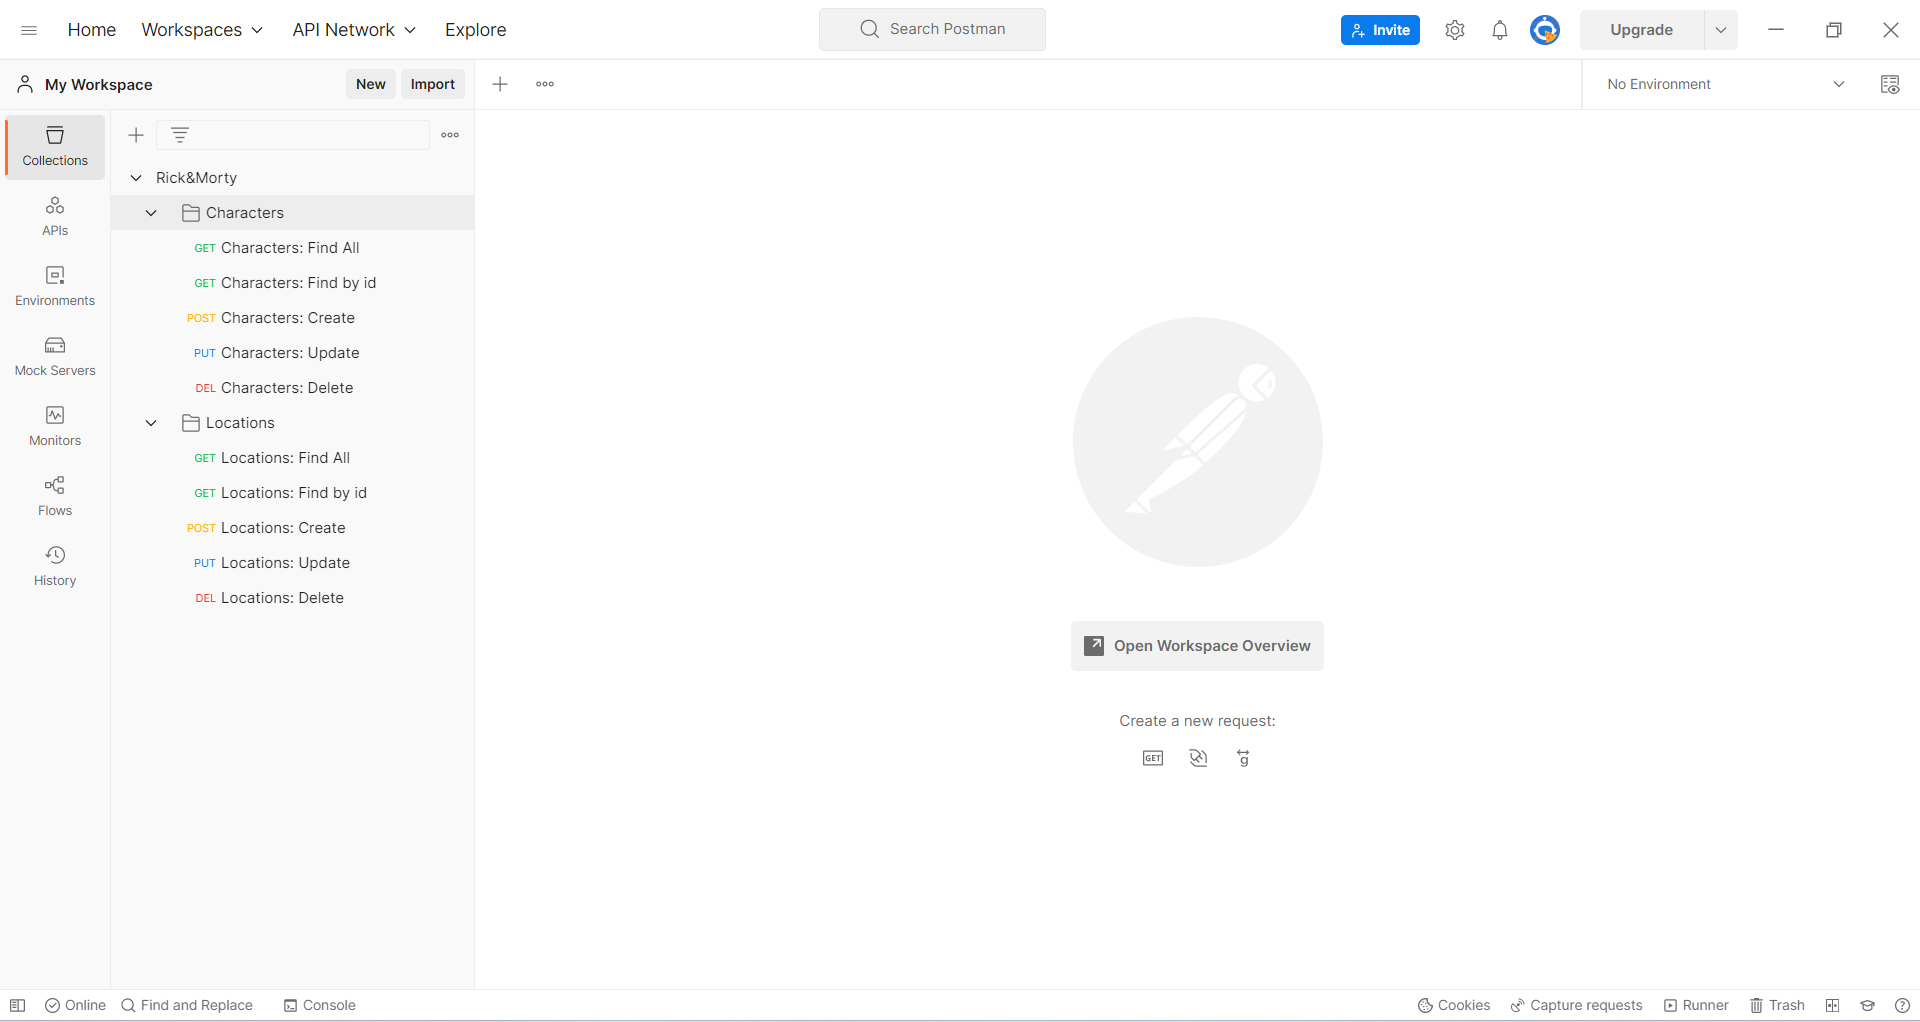 Home Workspaces API Network Explore Search Postman Invite Upgrade
My Workspace New Import No Environment
Collections
APIs
Environments
Mock Servers
Monitors
Flows
History
Rick&Morty
Characters
GET Characters: Find All
GET Characters: Find by id
POST Characters: Create
PUT Characters: Update
DEL Characters: Delete
Locations
GET Locations: Find All
GET Locations: Find by id
POST Locations: Create
PUT Locations: Update
DEL Locations: Delete
Open Workspace Overview
Create a new request:
GET g
Online Find and Replace Console Cookies Capture requests Runner Trash